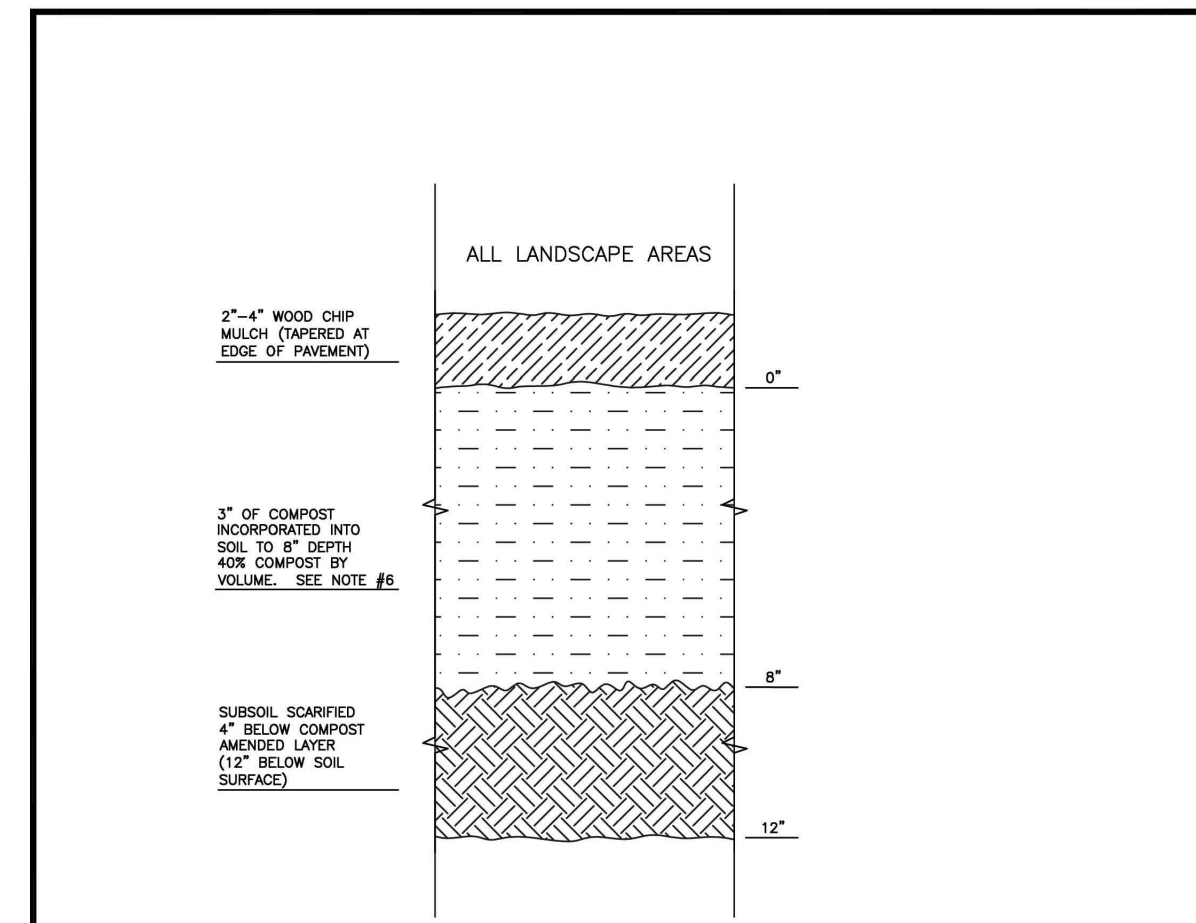 ALL LANDSCAPE AREAS
2"-4" WOOD CHIP
MULCH (TAPERED AT
EDGE OF PAVEMENT)
0"
3" OF COMPOST
INCORPORATED INTO
SOIL TO 8" DEPTH
40% COMPOST BY
VOLUME. SEE NOTE #6
8"
SUBSOIL SCARIFIED
4" BELOW COMPOST
AMENDED LAYER
(12" BELOW SOIL
SURFACE)
12"